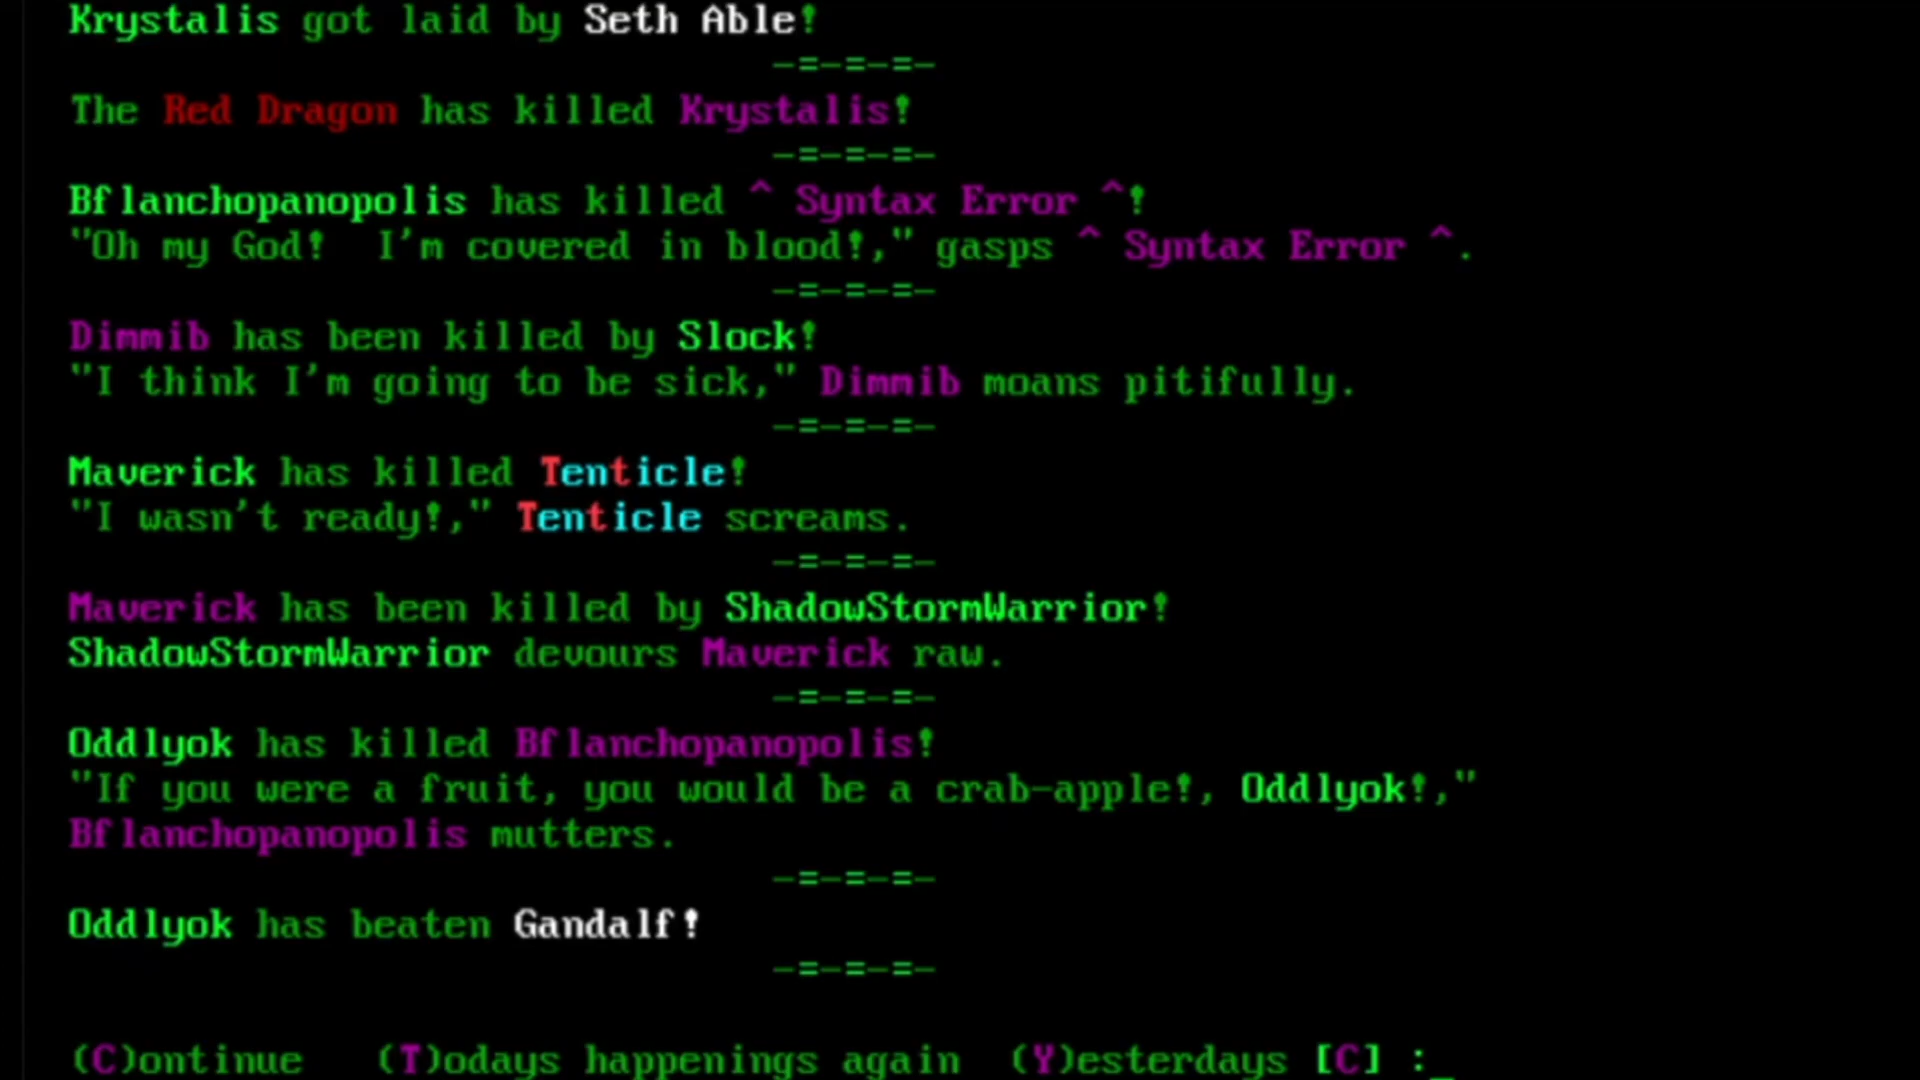 Krystalis got laid by Seth Able!
-=-=-=-
The Red Dragon has killed Krystalis!
-=-=-=-
Bflanchopanopolis has killed ^ Syntax Error ^!
"Oh my God!  I'm covered in blood!," gasps ^ Syntax Error ^.
-=-=-=-
Dimmib has been killed by Slock!
"I think I'm going to be sick," Dimmib moans pitifully.
-=-=-=-
Maverick has killed Tenticle!
"I wasn't ready!," Tenticle screams.
-=-=-=-
Maverick has been killed by ShadowStormWarrior!
ShadowStormWarrior devours Maverick raw.
-=-=-=-
Oddlyok has killed Bflanchopanopolis!
"If you were a fruit, you would be a crab-apple!, Oddlyok!,"
Bflanchopanopolis mutters.
-=-=-=-
Oddlyok has beaten Gandalf!
-=-=-=-
(C)ontinue   (T)odays happenings again  (Y)esterdays [C] :_